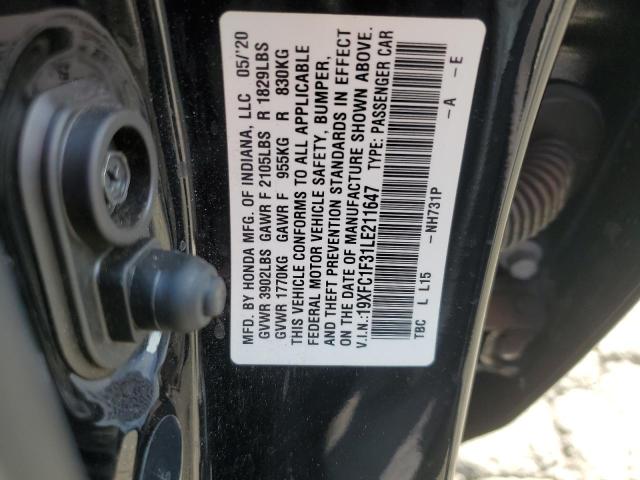 MFD. BY HONDA MFG. OF INDIANA, LLC 05/'20
GVWR 3902LBS GAWR F 2105LBS R 1829LBS
GVWR 1770KG GAWR F 955KG R 830KG
THIS VEHICLE CONFORMS TO ALL APPLICABLE
FEDERAL MOTOR VEHICLE SAFETY, BUMPER,
AND THEFT PREVENTION STANDARDS IN EFFECT
ON THE DATE OF MANUFACTURE SHOWN ABOVE.
V.I.N.:19XFC1F31LE211647 TYPE: PASSENGER CAR
TBC L L15 -NH731P -A -E